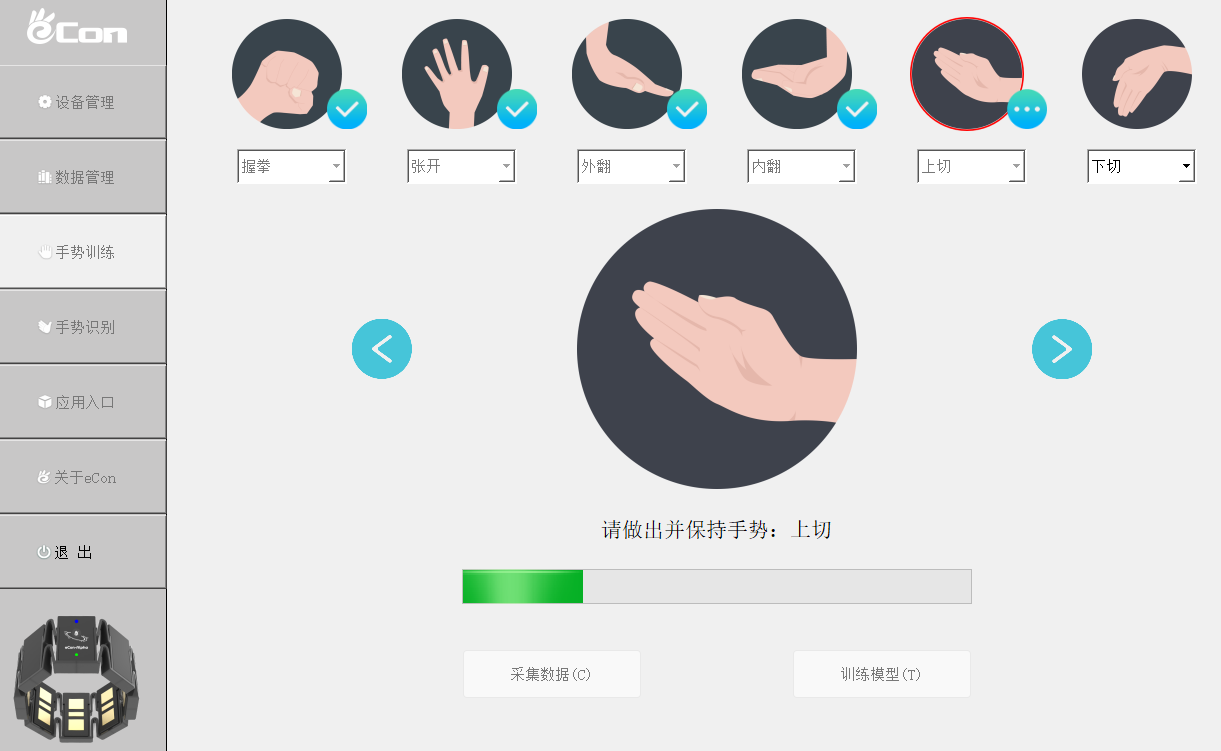 eCon
设备管理
数据管理
手势训练
手势识别
应用入口
关于eCon
退 出
握拳
张开
外翻
内翻
上切
下切
请做出并保持手势：上切
采集数据(C)
训练模型(T)
eCon-Alpha